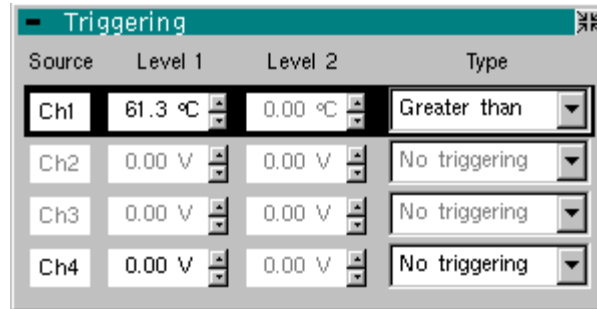 Triggering
Source Level 1 Level 2 Type
Ch1 61.3 °C 0.00 °C Greater than
Ch2 0.00 V 0.00 V No triggering
Ch3 0.00 V 0.00 V No triggering
Ch4 0.00 V 0.00 V No triggering